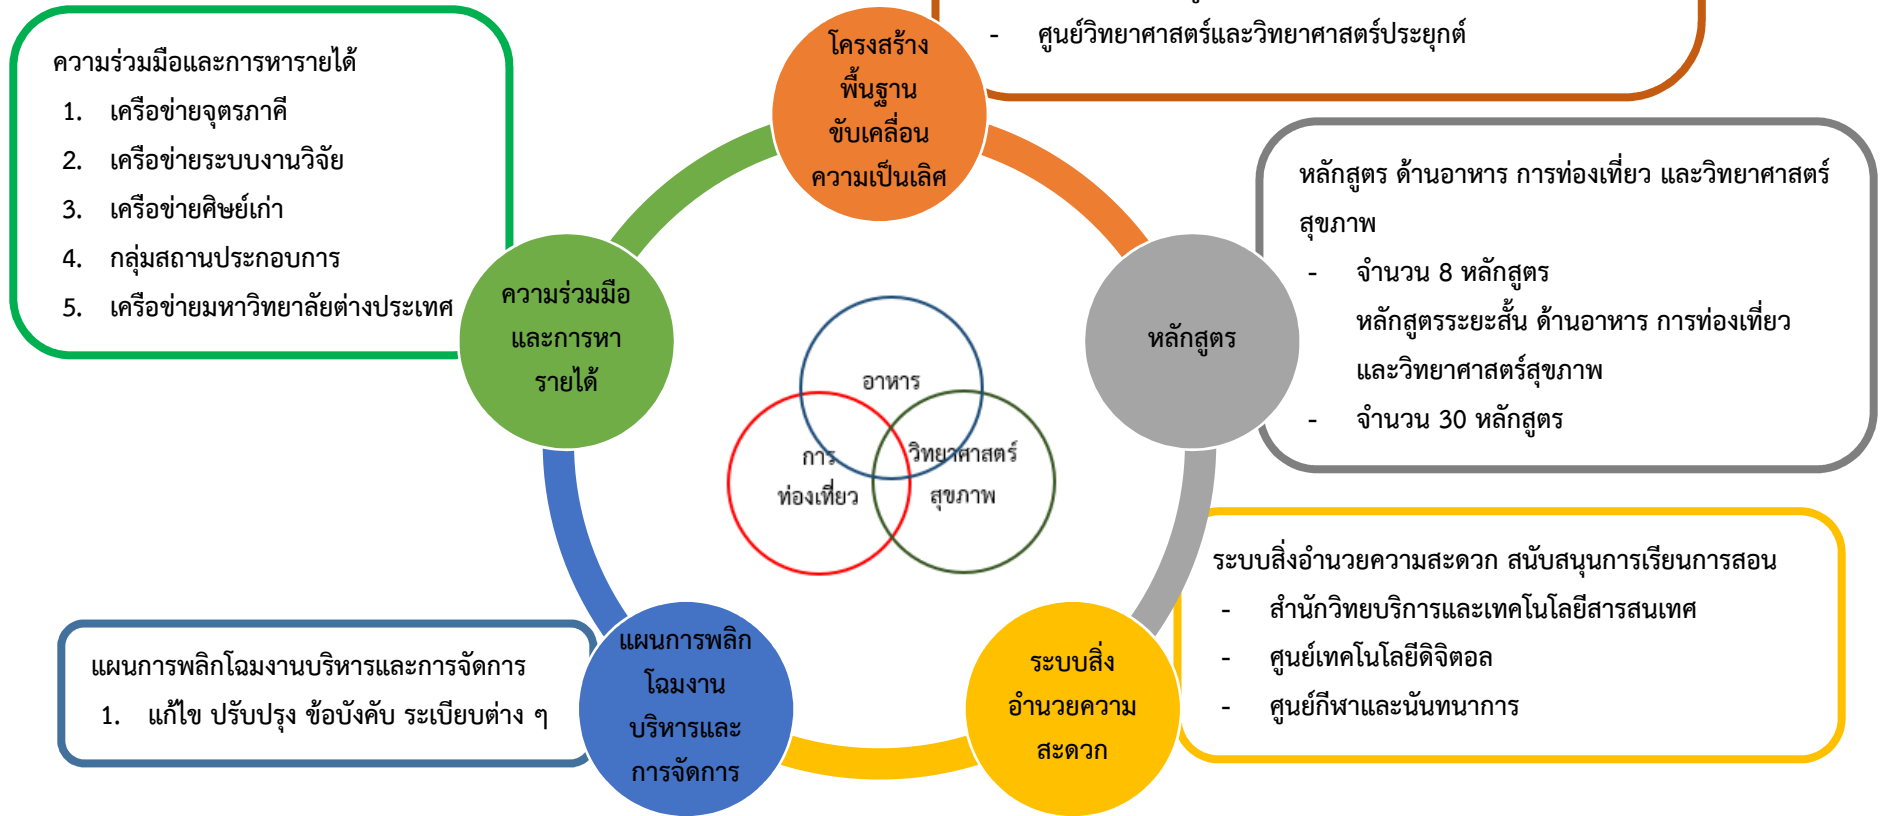 ความร่วมมือและการหารายได้
1. เครือข่ายจุตรภาคี
2. เครือข่ายระบบงานวิจัย
3. เครือข่ายศิษย์เก่า
4. กลุ่มสถานประกอบการ
5. เครือข่ายมหาวิทยาลัยต่างประเทศ
โครงสร้าง
พื้นฐาน
ขับเคลื่อน
ความเป็นเลิศ
- ศูนย์วิทยาศาสตร์และวิทยาศาสตร์ประยุกต์
หลักสูตร ด้านอาหาร การท่องเที่ยว และวิทยาศาสตร์
สุขภาพ
- จำนวน 8 หลักสูตร
หลักสูตรระยะสั้น ด้านอาหาร การท่องเที่ยว
และวิทยาศาสตร์สุขภาพ
- จำนวน 30 หลักสูตร
ความร่วมมือ
และการหา
รายได้
หลักสูตร
อาหาร
การ
ท่องเที่ยว
วิทยาศาสตร์
สุขภาพ
ระบบสิ่งอำนวยความสะดวก สนับสนุนการเรียนการสอน
- สำนักวิทยบริการและเทคโนโลยีสารสนเทศ
- ศูนย์เทคโนโลยีดิจิตอล
- ศูนย์กีฬาและนันทนาการ
แผนการพลิกโฉมงานบริหารและการจัดการ
1. แก้ไข ปรับปรุง ข้อบังคับ ระเบียบต่าง ๆ
แผนการพลิก
โฉมงาน
บริหารและ
การจัดการ
ระบบสิ่ง
อำนวยความ
สะดวก